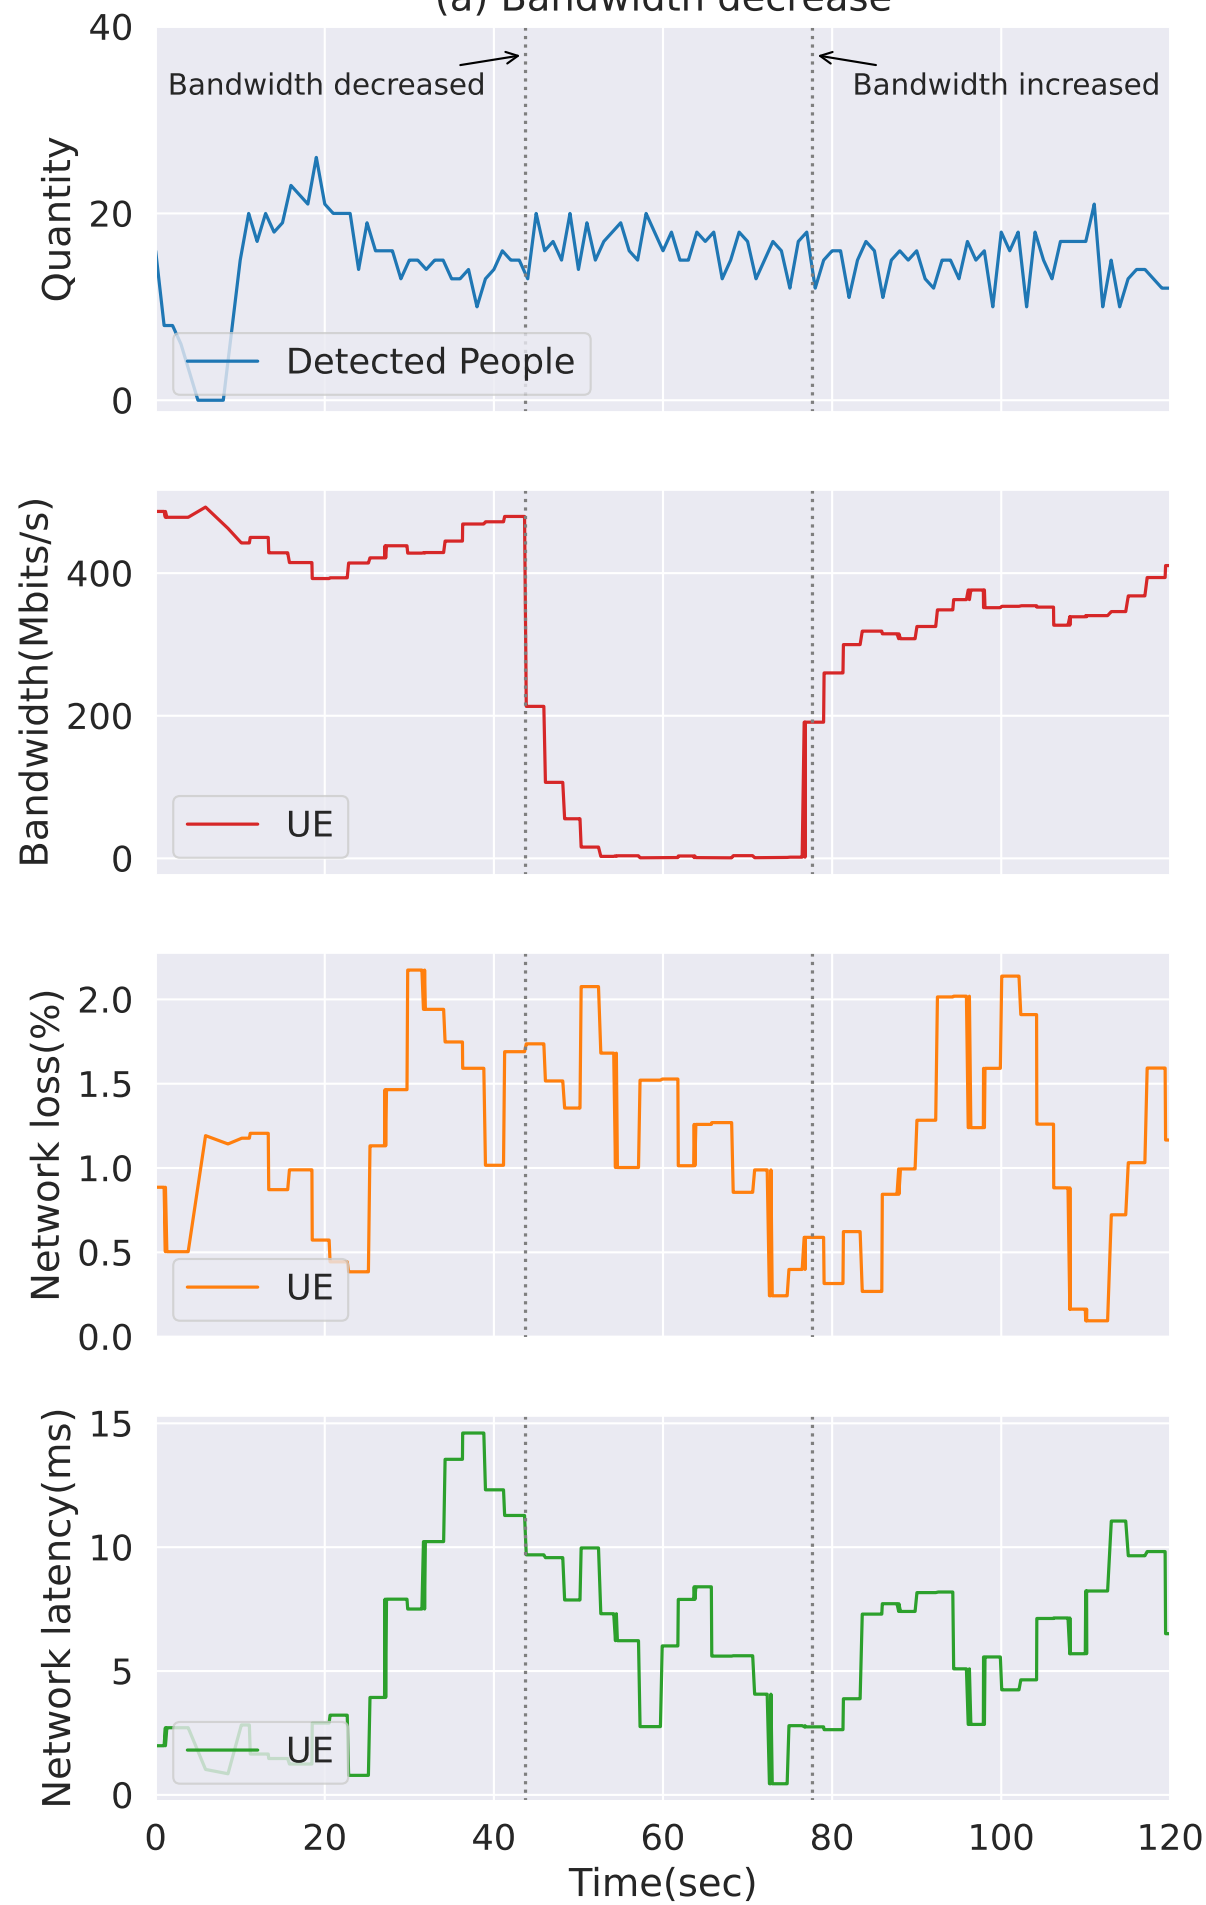 (a) Bandwidth decrease
40
Bandwidth decreased
Bandwidth increased
Quantity
20
Detected People
0
Bandwidth(Mbits/s)
400
200
UE
0
Network loss(%)
2.0
1.5
1.0
0.5
UE
0.0
Network latency(ms)
15
10
5
UE
0
0 20 40 60 80 100 120
Time(sec)